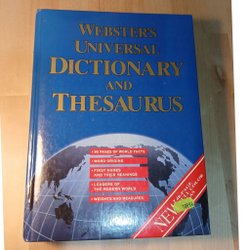 WEBSTER'S
UNIVERSAL
DICTIONARY
AND
THESAURUS
WORD ORIGINS
FIRST NAMES
AND THEIR MEANINGS
LEADERS OF
THE MODERN WORLD
WEIGHTS AND MEASURES
NEW